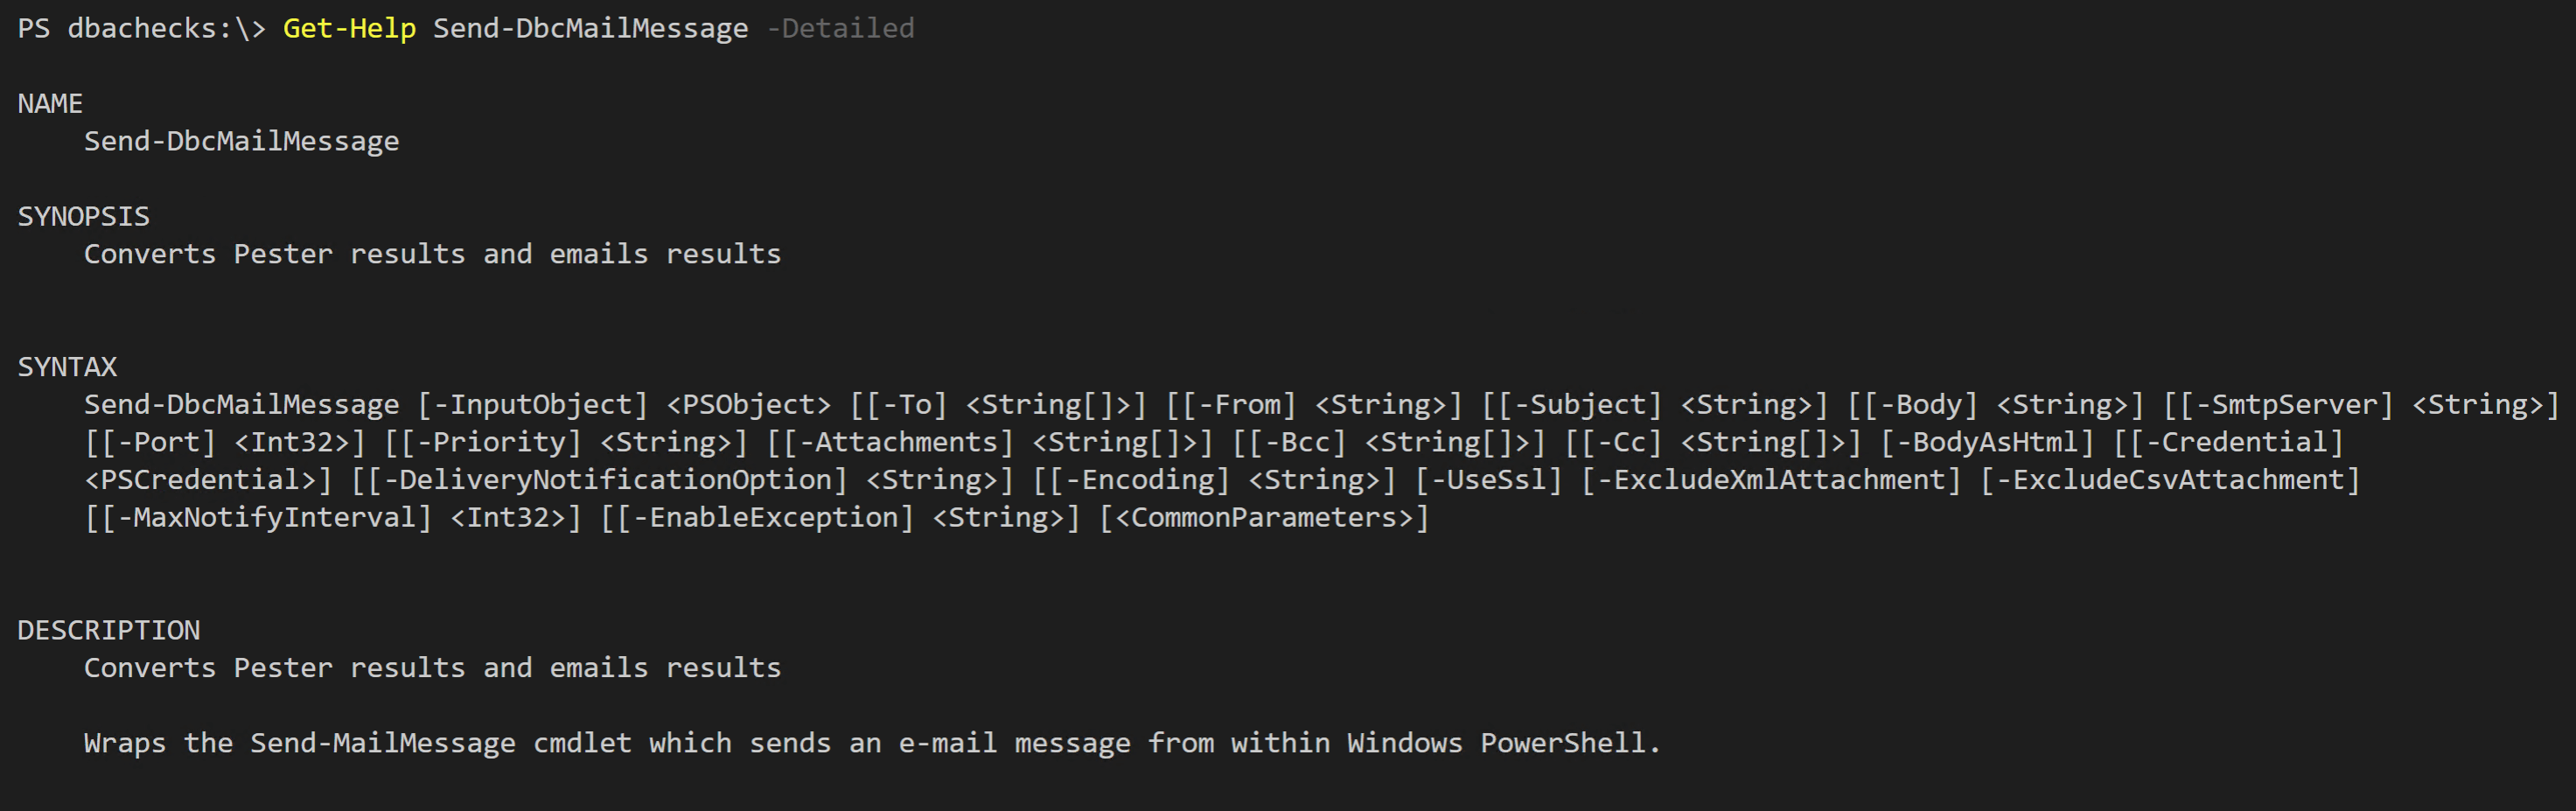 PS dbachecks:\> Get-Help Send-DbcMailMessage -Detailed
NAME
Send-DbcMailMessage
SYNOPSIS
Converts Pester results and emails results
SYNTAX
Send-DbcMailMessage [-InputObject] <PSObject> [[-To] <String[]>] [[-From] <String>] [[-Subject] <String>] [[-Body] <String>] [[-SmtpServer] <String>]
[[-Port] <Int32>] [[-Priority] <String>] [[-Attachments] <String[]>] [[-Bcc] <String[]>] [[-Cc] <String[]>] [-BodyAsHtml] [[-Credential]
<PSCredential>] [[-DeliveryNotificationOption] <String>] [[-Encoding] <String>] [-UseSsl] [-ExcludeXmlAttachment] [-ExcludeCsvAttachment]
[[-MaxNotifyInterval] <Int32>] [[-EnableException] <String>] [<CommonParameters>]
DESCRIPTION
Converts Pester results and emails results
Wraps the Send-MailMessage cmdlet which sends an e-mail message from within Windows PowerShell.